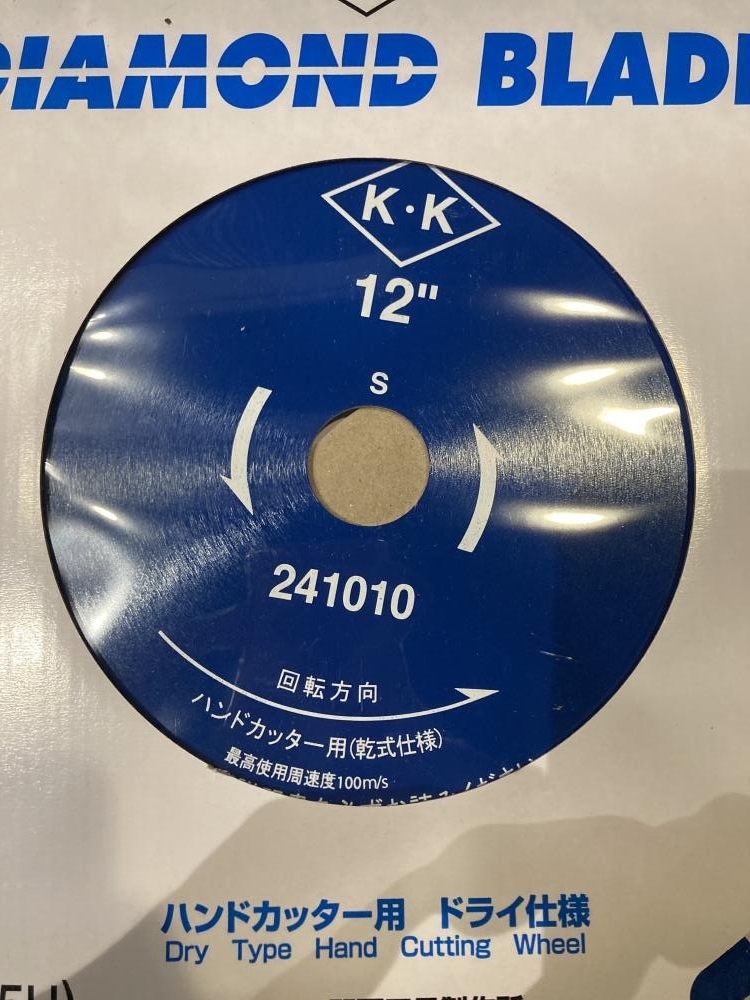 DIAMOND BLADE
K・K
12"
S
241010
回転方向
ハンドカッター用(乾式仕様)
最高使用周速度100m/s
ハンドカッター用 ドライ仕様
Dry Type Hand Cutting Wheel